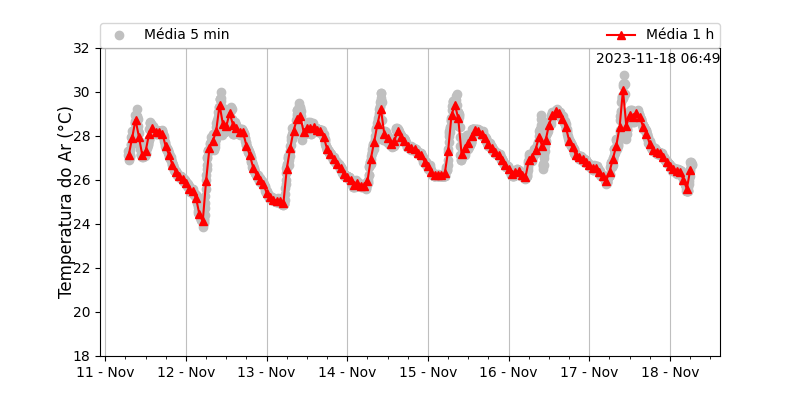 Média 5 min
Média 1 h
2023-11-18 06:49
Temperatura do Ar (°C)
32
30
28
26
24
22
20
18
11 - Nov
12 - Nov
13 - Nov
14 - Nov
15 - Nov
16 - Nov
17 - Nov
18 - Nov